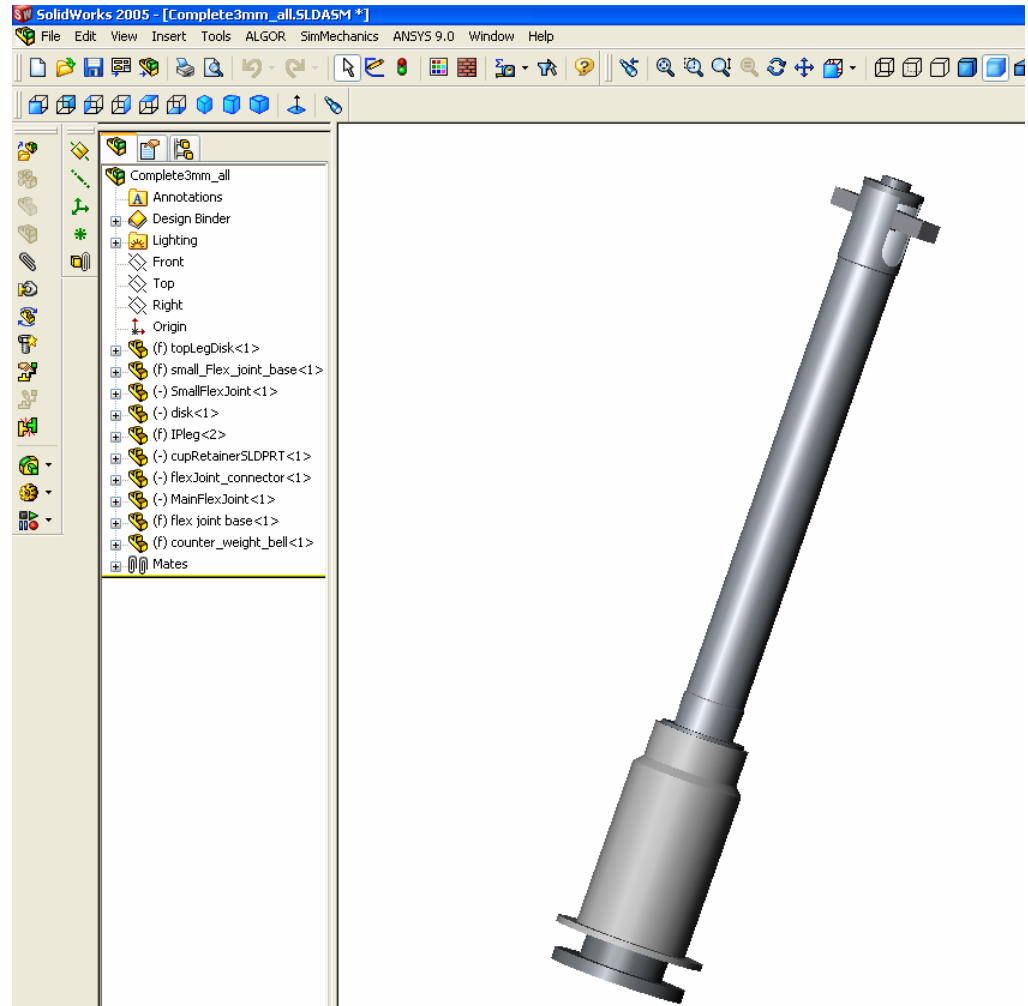 SolidWorks 2005 - [Complete3mm_all.SLDASM *]
File Edit View Insert Tools ALGOR SimMechanics ANSYS 9.0 Window Help
Complete3mm_all
A Annotations
Design Binder
Lighting
Front
Top
Right
Origin
(f) topLegDisk<1>
(f) small_Flex_joint_base<1>
(-) SmallFlexJoint<1>
(-) disk<1>
(f) IPleg<2>
(-) cupRetainerSLDPRT<1>
(-) flexJoint_connector<1>
(-) MainFlexJoint<1>
(f) flex joint base<1>
(f) counter_weight_bell<1>
Mates